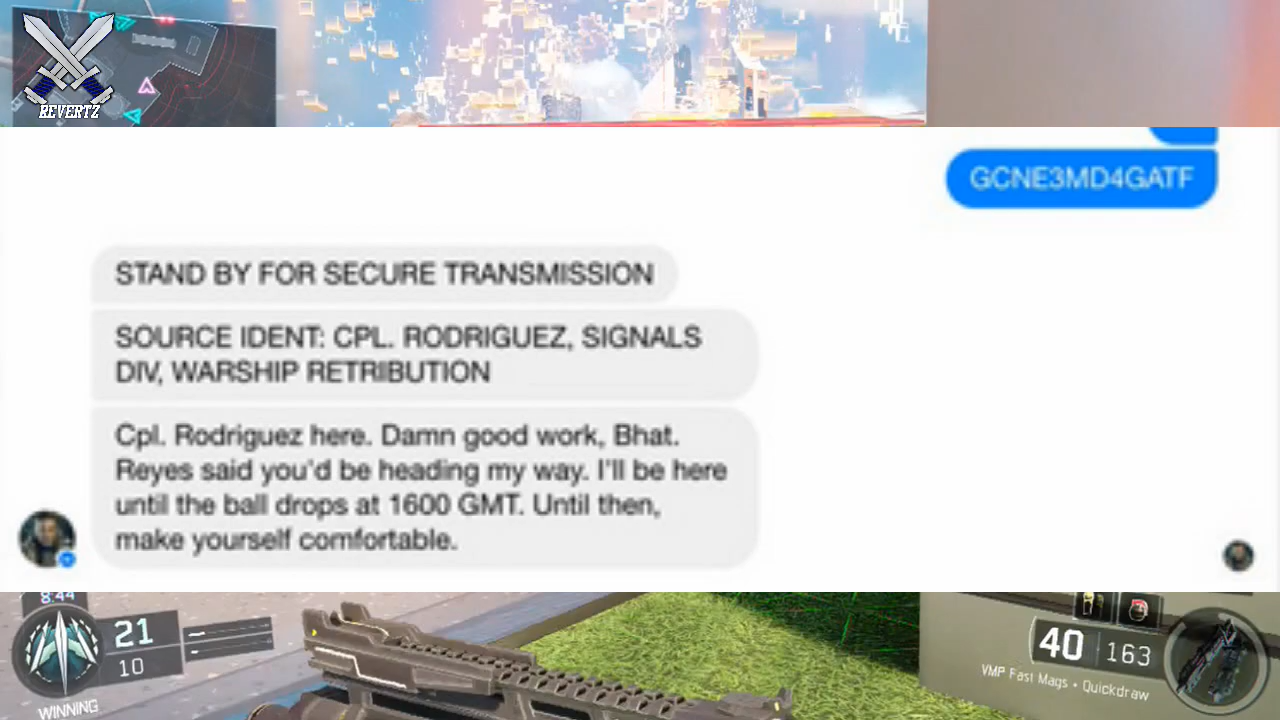 REVERTZ
GCNE3MD4GATF
STAND BY FOR SECURE TRANSMISSION
SOURCE IDENT: CPL. RODRIGUEZ, SIGNALS
DIV, WARSHIP RETRIBUTION
Cpl. Rodriguez here. Damn good work, Bhat.
Reyes said you'd be heading my way. I'll be here
until the ball drops at 1600 GMT. Until then,
make yourself comfortable.
8:44
21
10
WINNING
40 163
VMP Fast Mags • Quickdraw